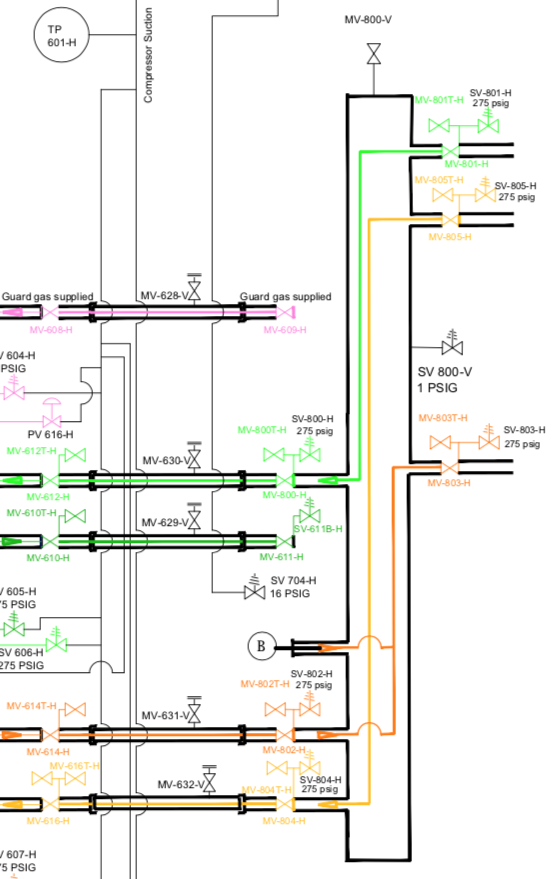 MV-800-V
TP
601-H
Compressor Suction
SV-801-H
275 psig
MV-801T-H
MV-801-H
MV-805T-H
SV-805-H
275 psig
MV-805-H
Guard gas supplied
MV-628-V
Guard gas supplied
MV-608-H
MV-609-H
V 604-H
PSIG
SV 800-V
1 PSIG
PV 616-H
MV-612T-H
MV-630-V
MV-800T-H
SV-800-H
275 psig
MV-803T-H
SV-803-H
275 psig
MV-803-H
MV-612-H
MV-800-H
MV-610T-H
MV-629-V
SV-611B-H
MV-610-H
MV-611-H
V 605-H
75 PSIG
SV 704-H
16 PSIG
SV 606-H
275 PSIG
B
MV-802T-H
SV-802-H
275 psig
MV-614T-H
MV-631-V
MV-614-H
MV-802-H
MV-616T-H
MV-632-V
MV-804T-H
SV-804-H
275 psig
MV-616-H
MV-804-H
V 607-H
75 PSIG